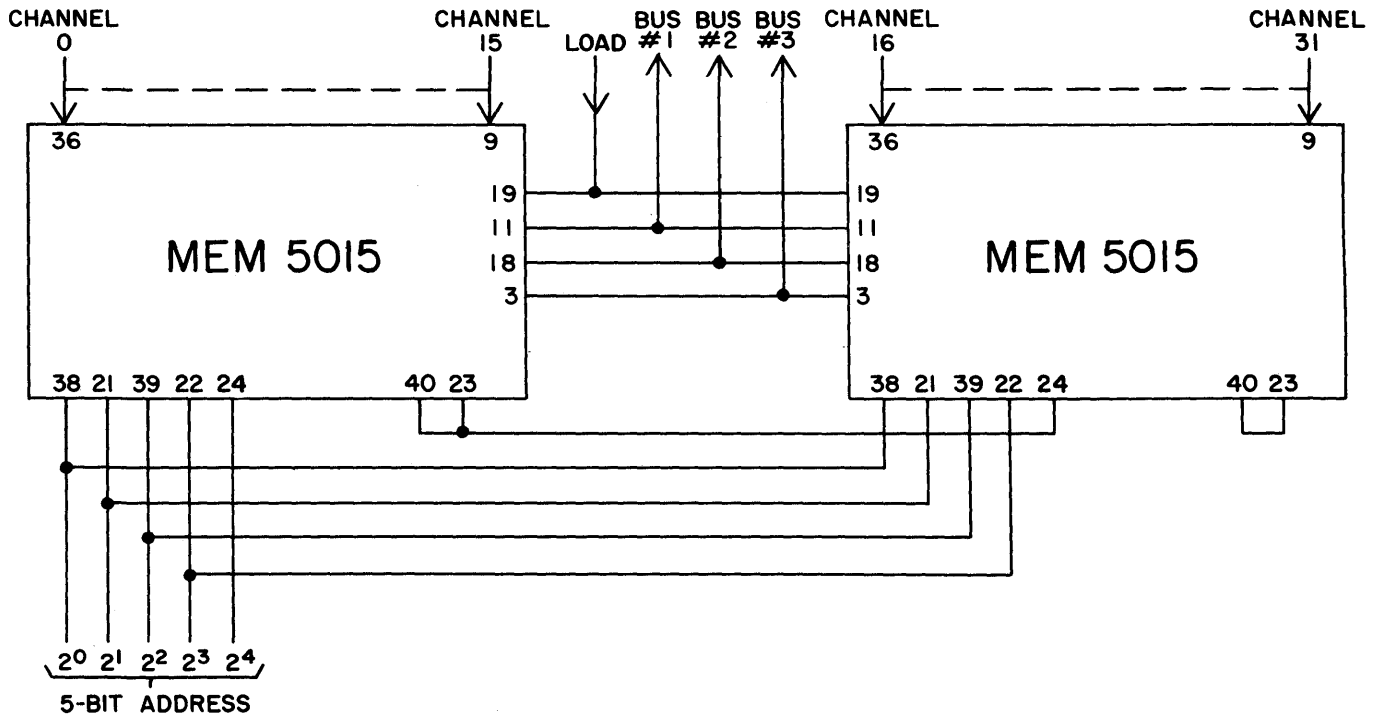 CHANNEL CHANNEL BUS BUS BUS CHANNEL CHANNEL
0 15 LOAD #1 #2 #3 16 31
36 9 36 9
19 19
11 11
MEM 5015 MEM 5015
18 18
3 3
38 21 39 22 24 40 23 38 21 39 22 24 40 23
2⁰ 2¹ 2² 2³ 2⁴
5-BIT ADDRESS